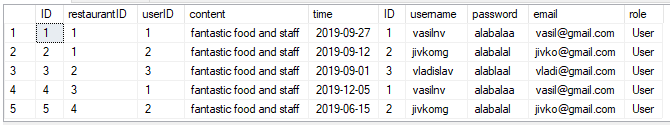 ID restaurantID userID content time ID username password email role
1 1 1 1 fantastic food and staff 2019-09-27 1 vasilnv alabalaa vasil@gmail.com User
2 2 1 2 fantastic food and staff 2019-09-12 2 jivkomg alabalal jivko@gmail.com User
3 3 2 3 fantastic food and staff 2019-09-01 3 vladislav alablaal vladi@gmail.com User
4 4 3 1 fantastic food and staff 2019-12-05 1 vasilnv alabalaa vasil@gmail.com User
5 5 4 2 fantastic food and staff 2019-06-15 2 jivkomg alabalal jivko@gmail.com User